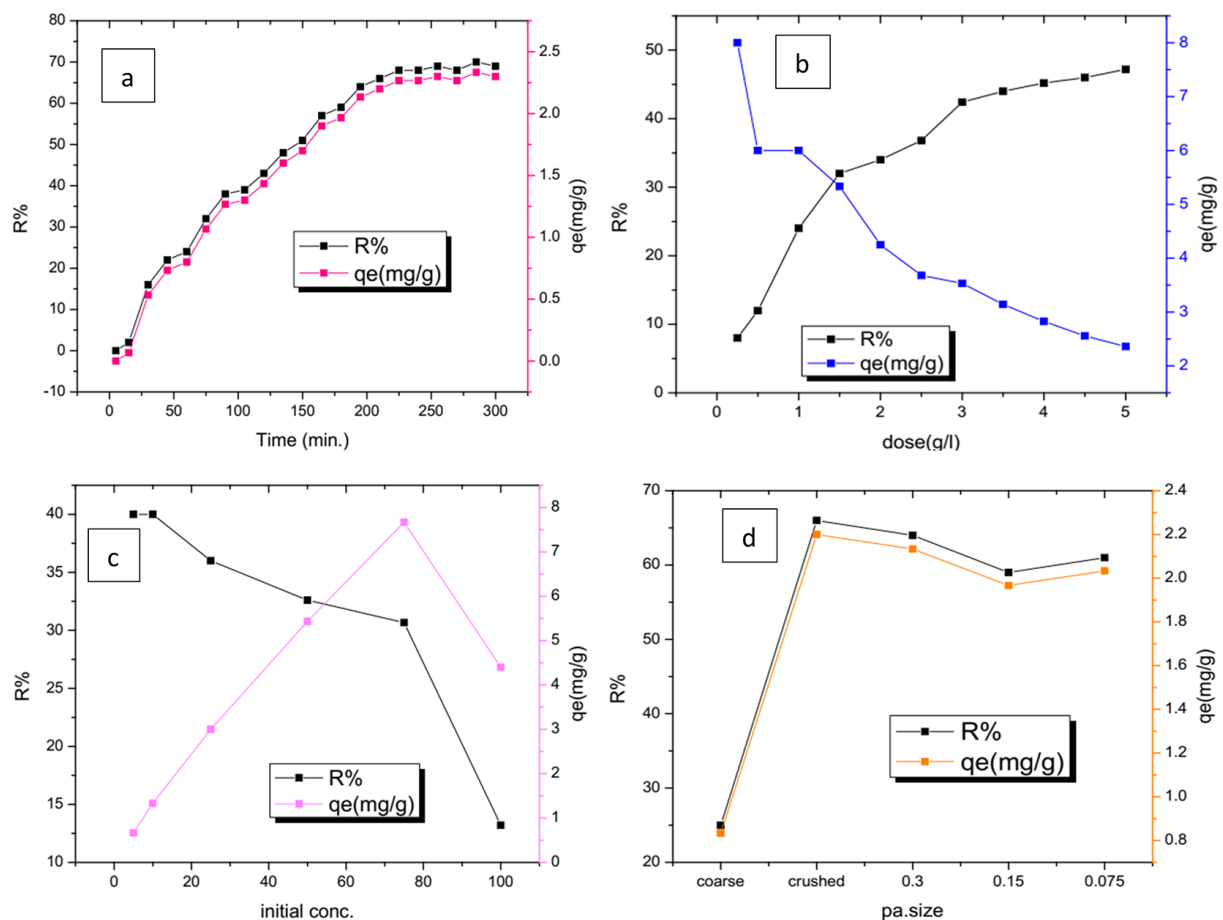 a
80
70
60
50
40
30
20
10
0
-10
R%
2.5
2.0
1.5
1.0
0.5
0.0
qe(mg/g)
R%
qe(mg/g)
0 50 100 150 200 250 300
Time (min.)
b
50
40
30
20
10
0
R%
8
7
6
5
4
3
2
qe(mg/g)
R%
qe(mg/g)
0 1 2 3 4 5
dose(g/l)
c
40
35
30
25
20
15
10
R%
8
7
6
5
4
3
2
1
0
qe(mg/g)
R%
qe(mg/g)
0 20 40 60 80 100
initial conc.
d
70
60
50
40
30
20
R%
2.4
2.2
2.0
1.8
1.6
1.4
1.2
1.0
0.8
qe(mg/g)
R%
qe(mg/g)
coarse crushed 0.3 0.15 0.075
pa.size